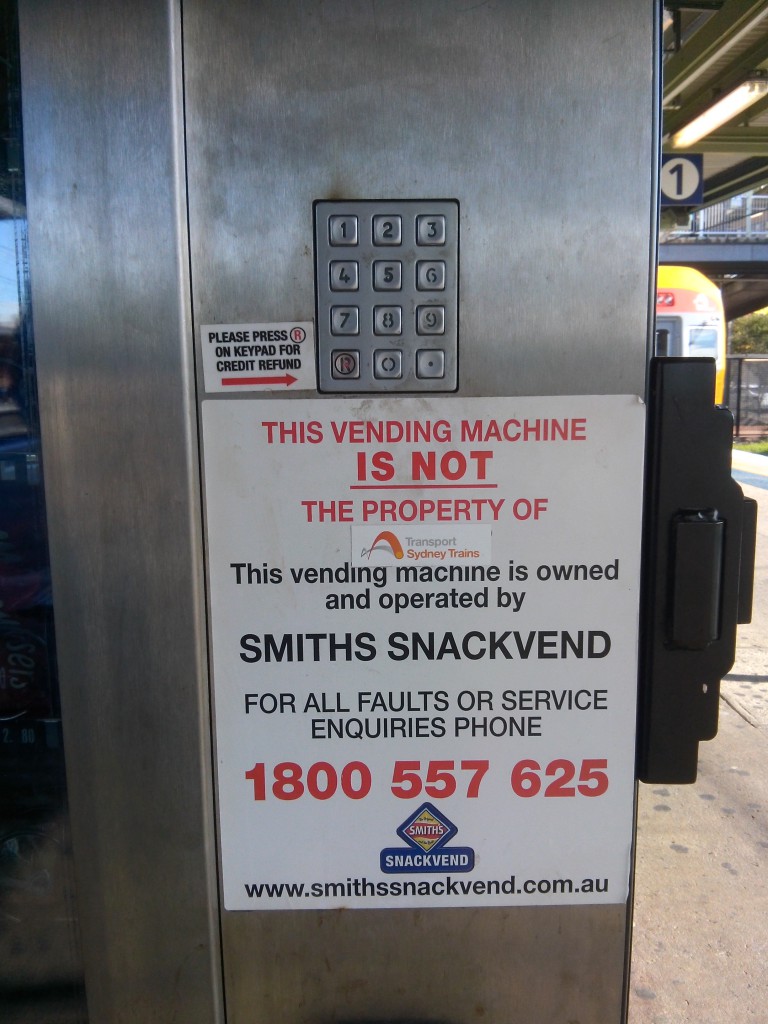 1
1 2 3
4 5 6
7 8 9
R 0 .
PLEASE PRESS R
ON KEYPAD FOR
CREDIT REFUND
THIS VENDING MACHINE
IS NOT
THE PROPERTY OF
Transport
Sydney Trains
This vending machine is owned
and operated by
SMITHS SNACKVEND
FOR ALL FAULTS OR SERVICE
ENQUIRIES PHONE
1800 557 625
SMITHS
SNACKVEND
www.smithssnackvend.com.au